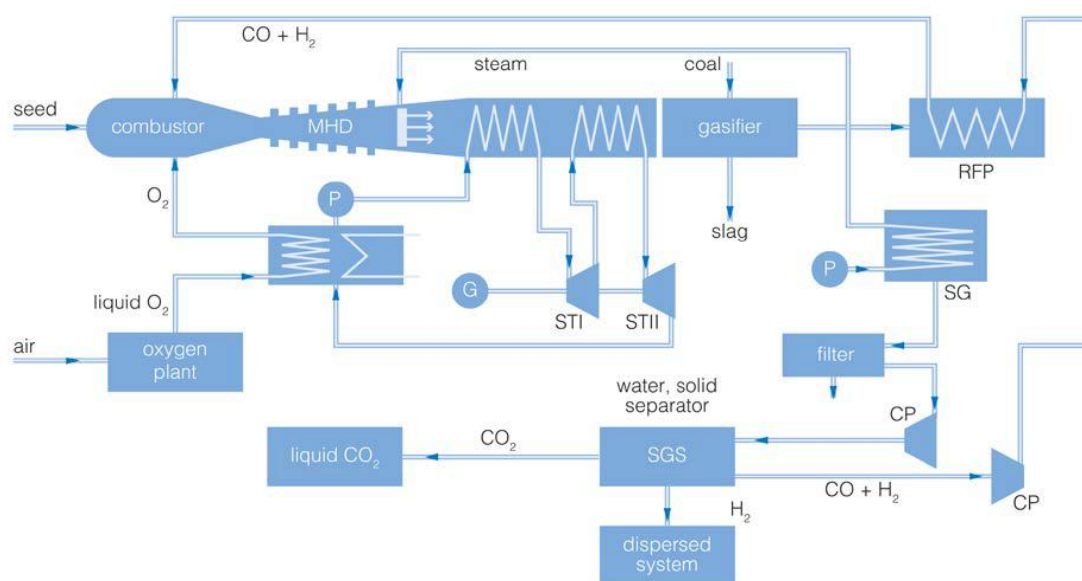 CO + H₂
steam
coal
seed
combustor
MHD
gasifier
RFP
O₂
P
slag
P
SG
liquid O₂
G
STI
STII
air
oxygen
plant
filter
water, solid
separator
CP
liquid CO₂
CO₂
SGS
CO + H₂
CP
H₂
dispersed
system